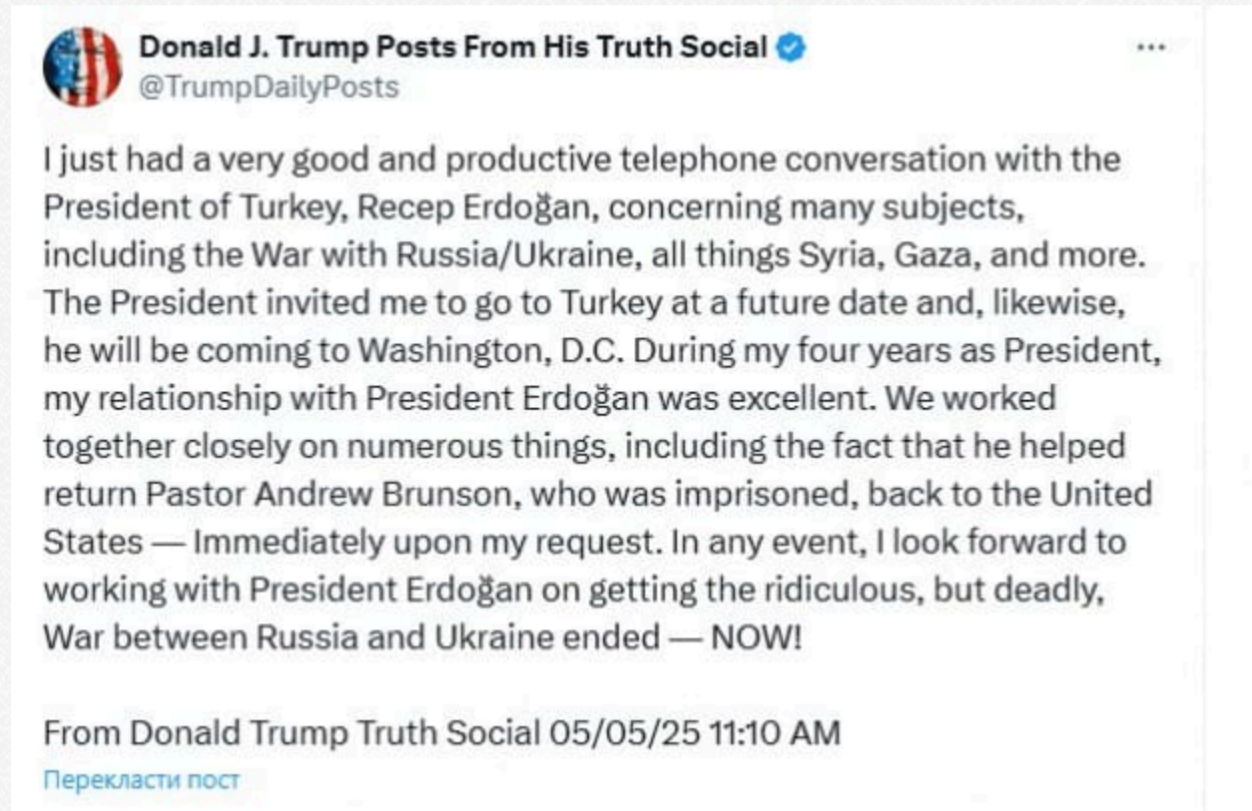 Donald J. Trump Posts From His Truth Social
@TrumpDailyPosts
I just had a very good and productive telephone conversation with the
President of Turkey, Recep Erdoğan, concerning many subjects,
including the War with Russia/Ukraine, all things Syria, Gaza, and more.
The President invited me to go to Turkey at a future date and, likewise,
he will be coming to Washington, D.C. During my four years as President,
my relationship with President Erdoğan was excellent. We worked
together closely on numerous things, including the fact that he helped
return Pastor Andrew Brunson, who was imprisoned, back to the United
States — Immediately upon my request. In any event, I look forward to
working with President Erdoğan on getting the ridiculous, but deadly,
War between Russia and Ukraine ended — NOW!
From Donald Trump Truth Social 05/05/25 11:10 AM
Перекласти пост